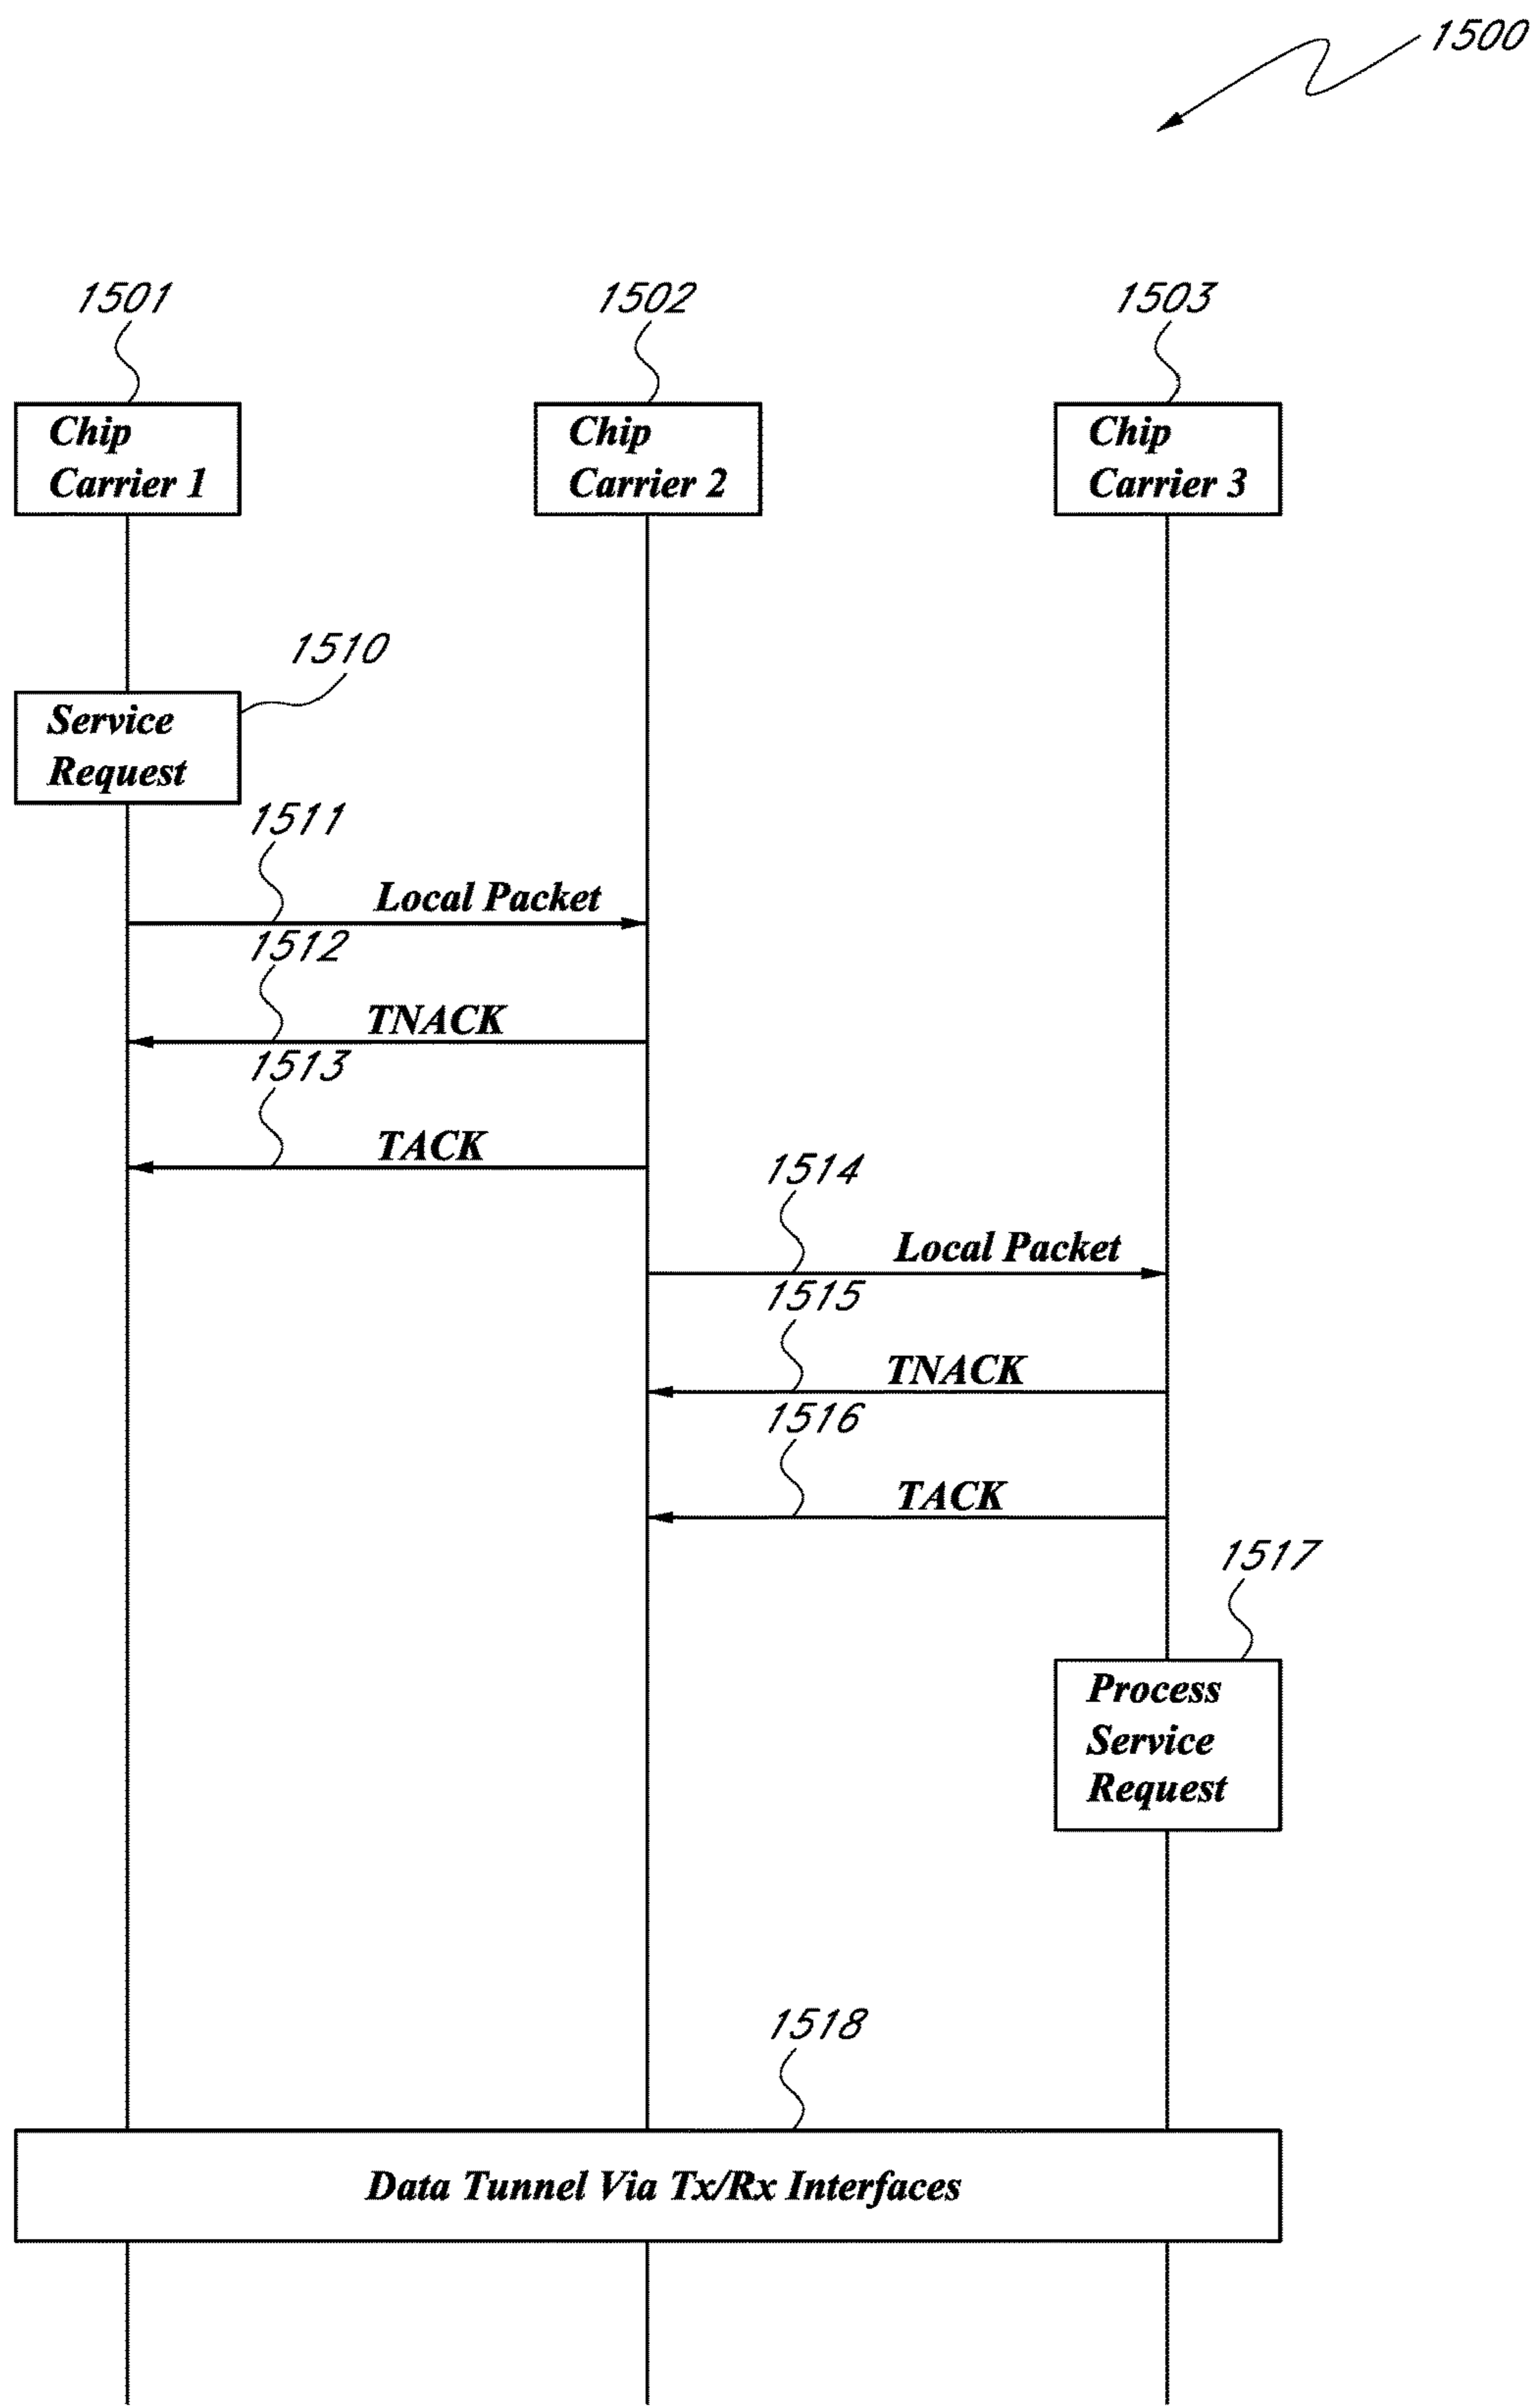 1500
1501
1502
1503
Chip
Carrier 1
Chip
Carrier 2
Chip
Carrier 3
1510
Service
Request
1511
Local Packet
1512
TNACK
1513
TACK
1514
Local Packet
1515
TNACK
1516
TACK
1517
Process
Service
Request
1518
Data Tunnel Via Tx/Rx Interfaces